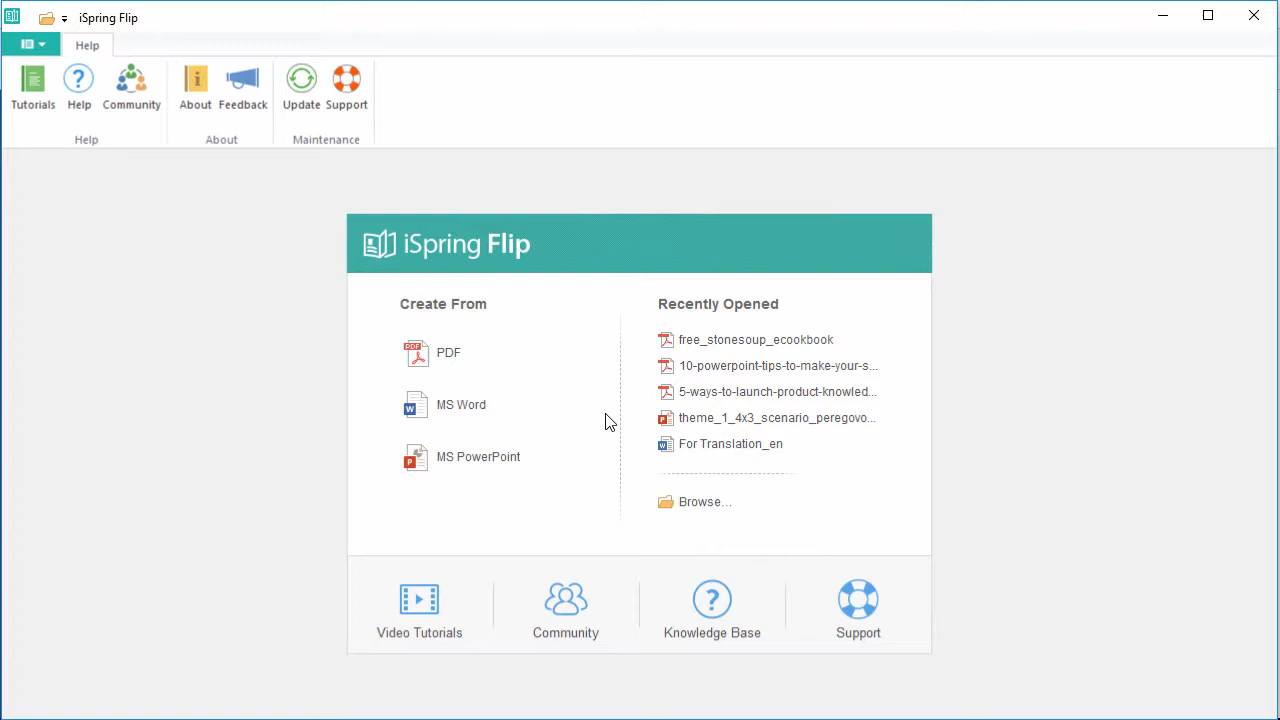 iSpring Flip
Help
Tutorials Help Community About Feedback Update Support
Help About Maintenance
iSpring Flip
Create From
PDF
MS Word
MS PowerPoint
Recently Opened
free_stonesoup_ecookbook
10-powerpoint-tips-to-make-your-s...
5-ways-to-launch-product-knowled...
theme_1_4x3_scenario_peregovo...
For Translation_en
Browse...
Video Tutorials Community Knowledge Base Support